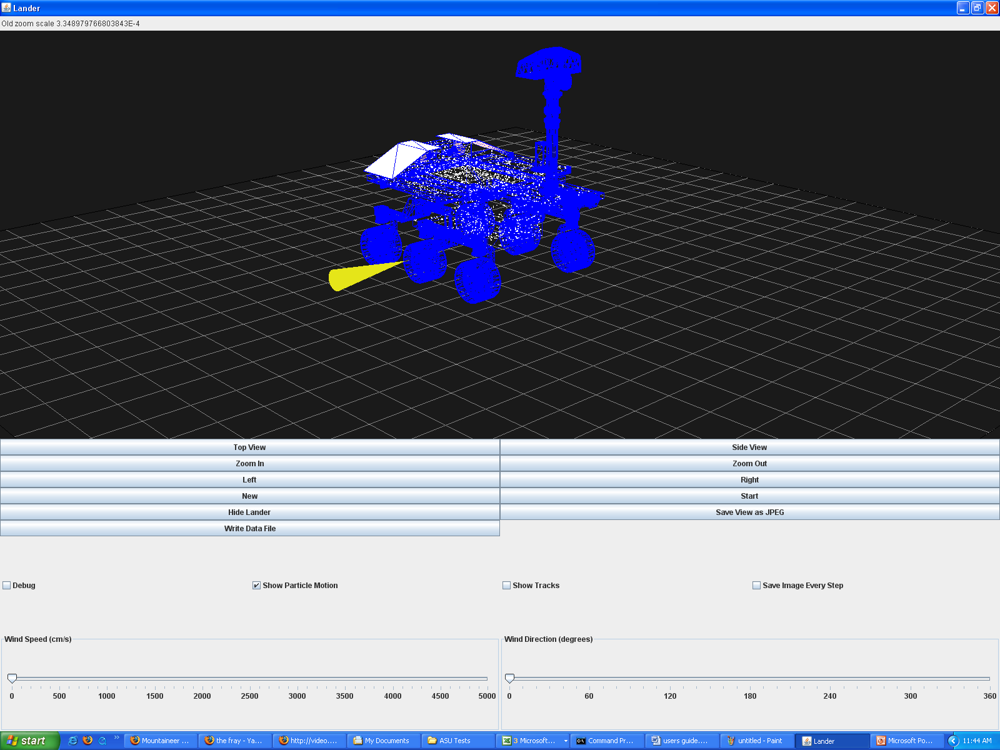 Lander
Old zoom scale 3.348979766803843E-4
Top View Side View
Zoom In Zoom Out
Left Right
New Start
Hide Lander Save View as JPEG
Write Data File
Debug Show Particle Motion Show Tracks Save Image Every Step
Wind Speed (cm/s) Wind Direction (degrees)
0 500 1000 1500 2000 2500 3000 3500 4000 4500 5000 0 60 120 180 240 300 360
start Mountaineer ... the fray - Ya... http://video.... My Documents ASU Tests 3 Microsoft... Command Pr... users guide.... untitled - Paint Lander Microsoft Po... 11:44 AM